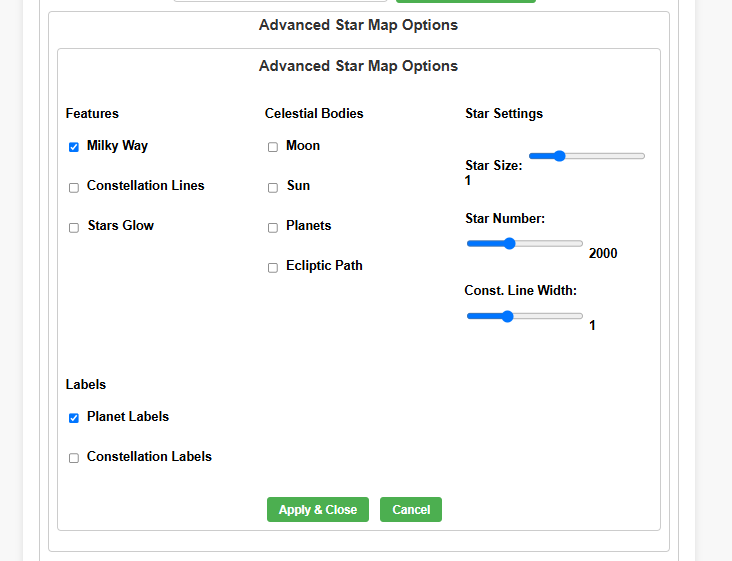 Advanced Star Map Options
Advanced Star Map Options
Features
Milky Way
Constellation Lines
Stars Glow
Celestial Bodies
Moon
Sun
Planets
Ecliptic Path
Star Settings
Star Size:
1
Star Number:
2000
Const. Line Width:
1
Labels
Planet Labels
Constellation Labels
Apply & Close
Cancel